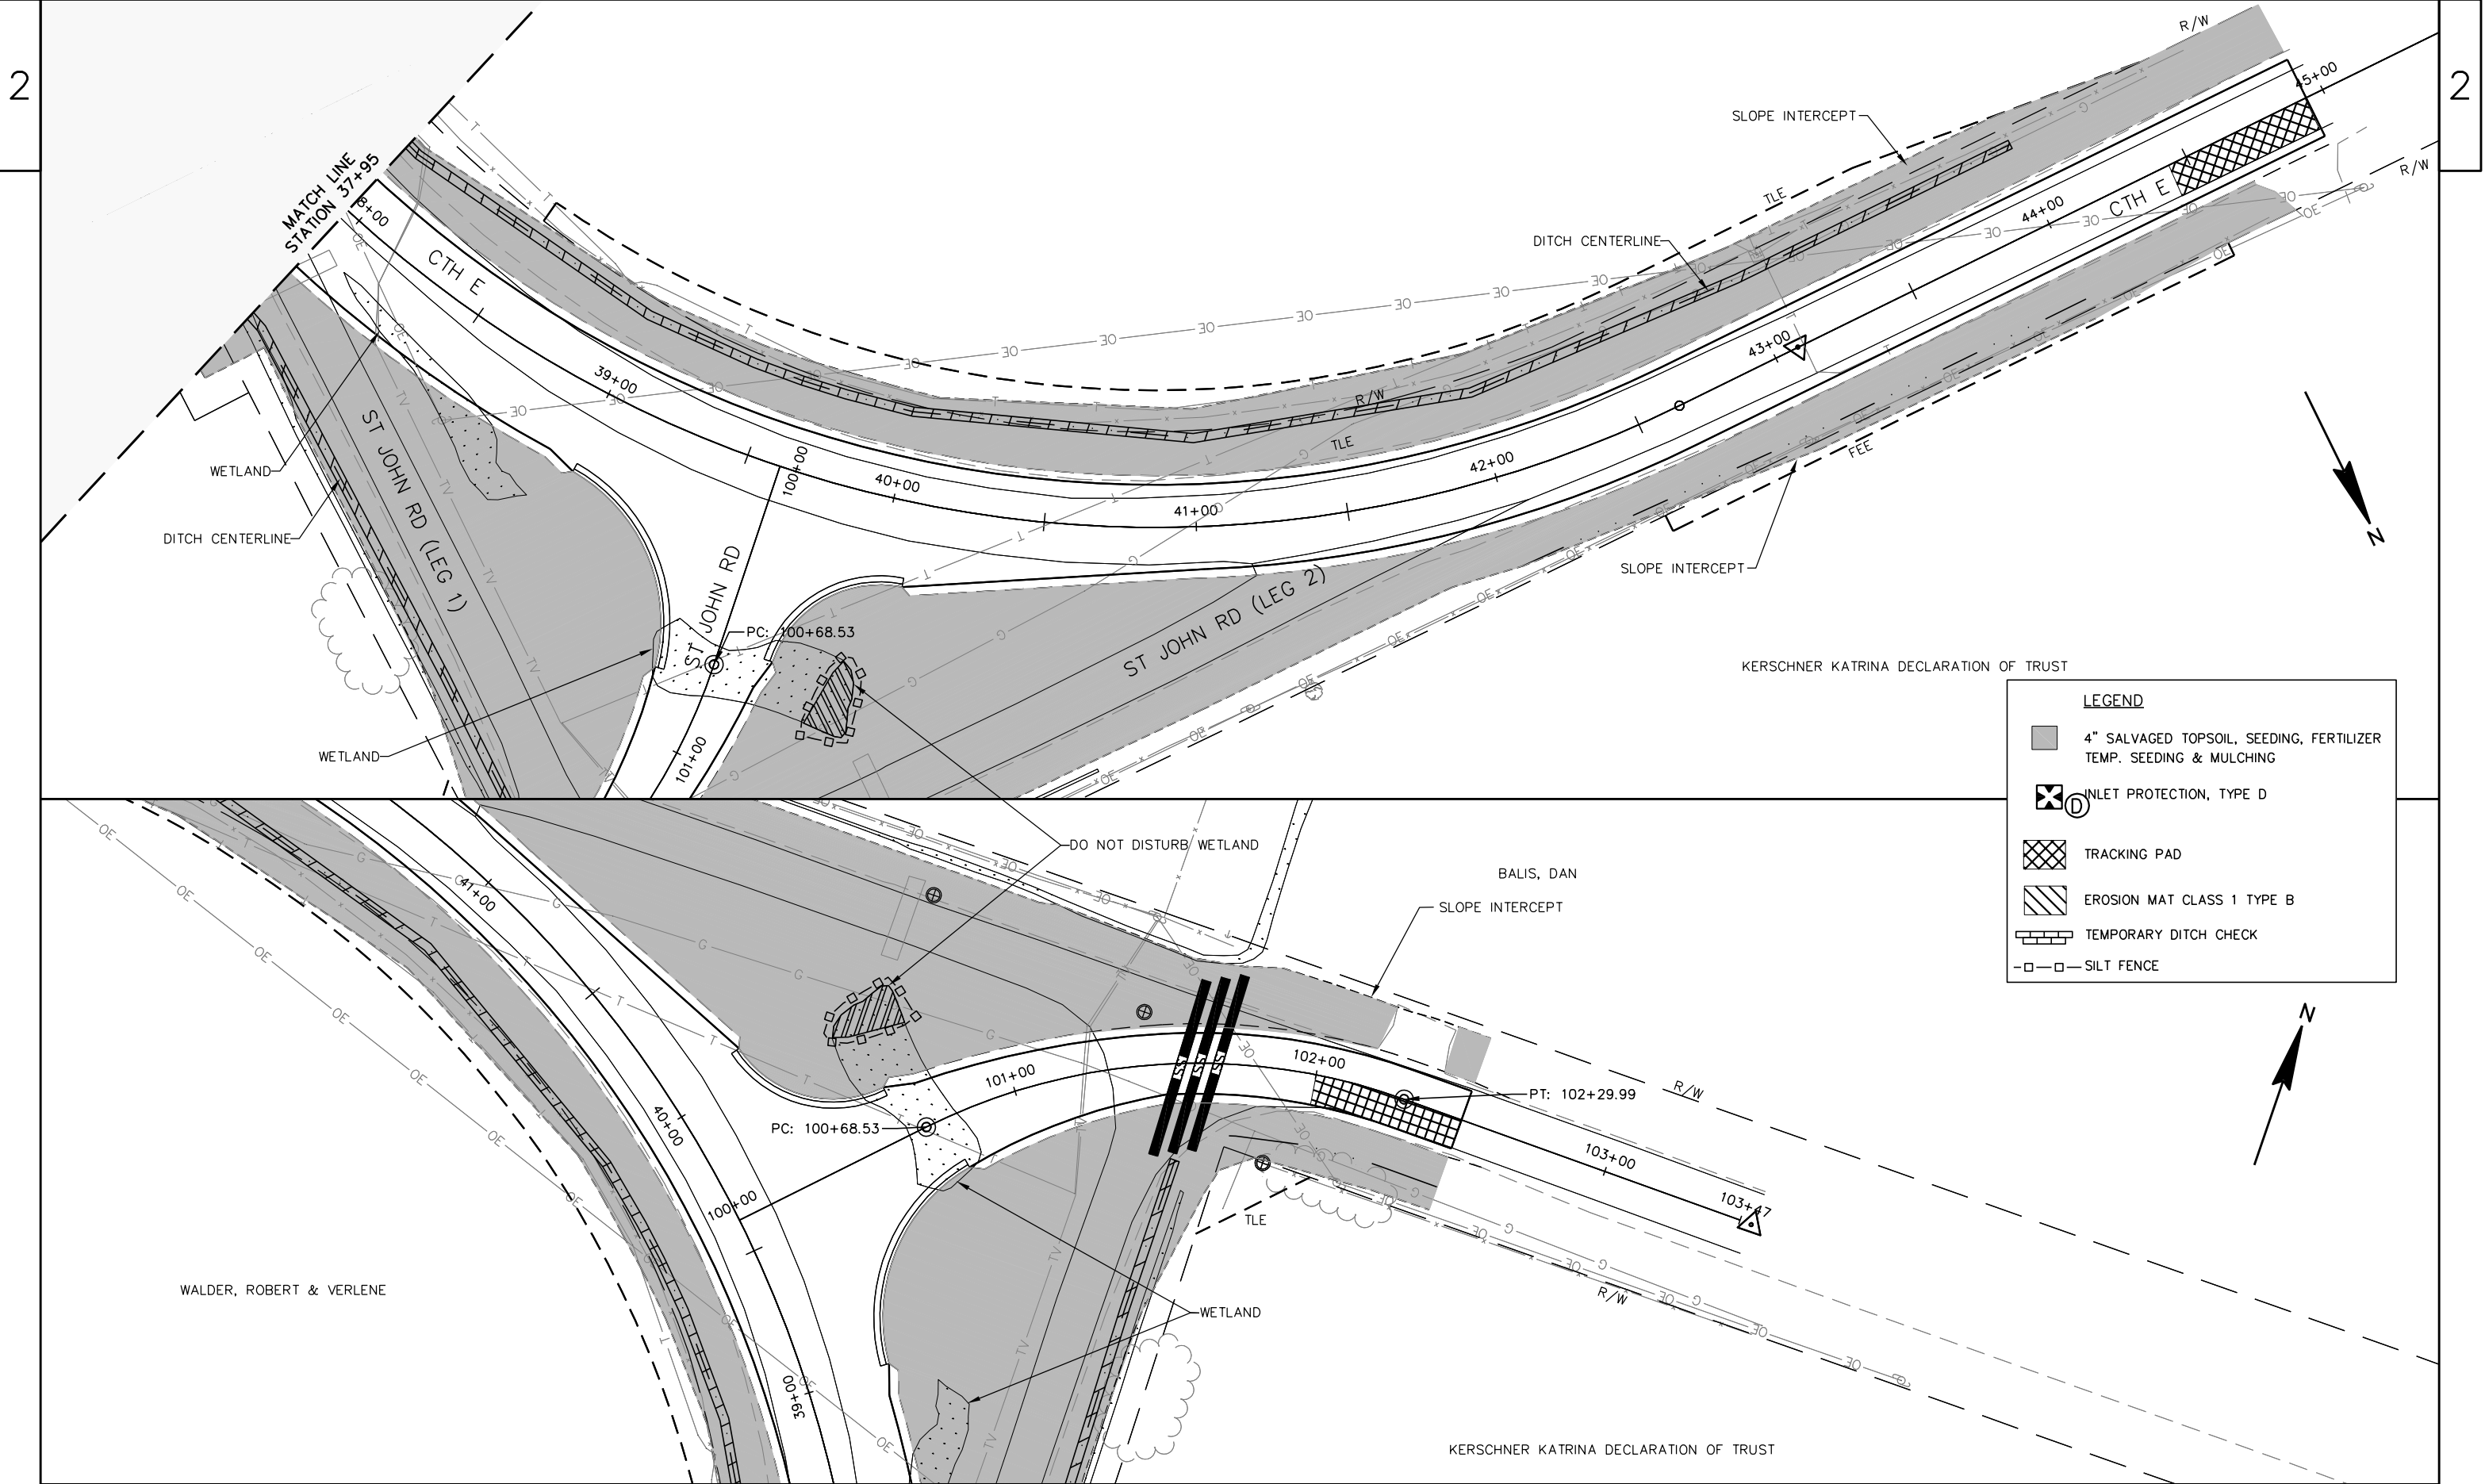 2
2
R/W
45+00
SLOPE INTERCEPT
R/W
MATCH LINE
STATION 37+95
8+00
TLE
44+00
CTH E
CTH E
DITCH CENTERLINE
43+00
39+00
R/W
ST JOHN RD (LEG 1)
WETLAND
TLE
FEE
100+00
40+00
42+00
41+00
N
DITCH CENTERLINE
SLOPE INTERCEPT
ST JOHN RD
PC: 100+68.53
ST JOHN RD (LEG 2)
KERSCHNER KATRINA DECLARATION OF TRUST
WETLAND
101+00
LEGEND
4" SALVAGED TOPSOIL, SEEDING, FERTILIZER
TEMP. SEEDING & MULCHING
D
INLET PROTECTION, TYPE D
TRACKING PAD
EROSION MAT CLASS 1 TYPE B
TEMPORARY DITCH CHECK
SILT FENCE
DO NOT DISTURB WETLAND
BALIS, DAN
SLOPE INTERCEPT
41+00
N
102+00
101+00
SS SS SS
R/W
PT: 102+29.99
40+00
PC: 100+68.53
103+00
100+00
103+47
TLE
WALDER, ROBERT & VERLENE
R/W
WETLAND
39+00
KERSCHNER KATRINA DECLARATION OF TRUST